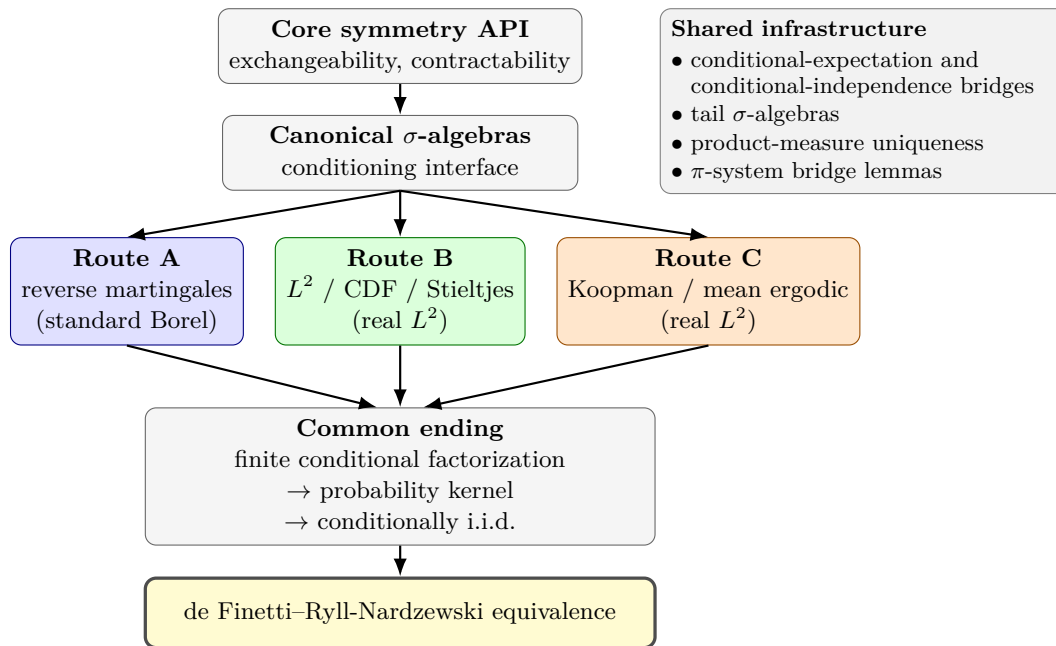 Core symmetry API
exchangeability, contractability
Shared infrastructure
• conditional-expectation and
conditional-independence bridges
• tail σ-algebras
• product-measure uniqueness
• π-system bridge lemmas
Canonical σ-algebras
conditioning interface
Route A
reverse martingales
(standard Borel)
Route B
L² / CDF / Stieltjes
(real L²)
Route C
Koopman / mean ergodic
(real L²)
Common ending
finite conditional factorization
→ probability kernel
→ conditionally i.i.d.
de Finetti–Ryll-Nardzewski equivalence